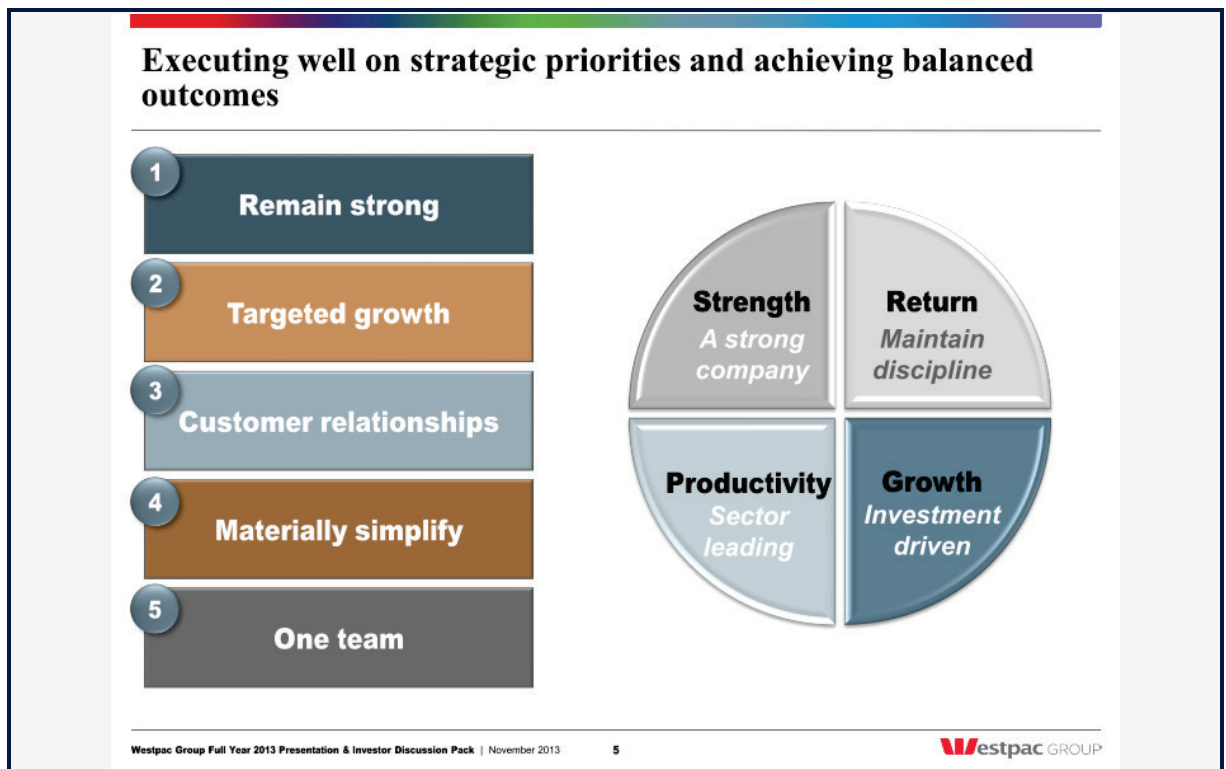 Executing well on strategic priorities and achieving balanced
outcomes
1
Remain strong
2
Targeted growth
3
Customer relationships
4
Materially simplify
5
One team
Strength
A strong
company
Return
Maintain
discipline
Productivity
Sector
leading
Growth
Investment
driven
Westpac Group Full Year 2013 Presentation & Investor Discussion Pack | November 2013 5
Westpac GROUP